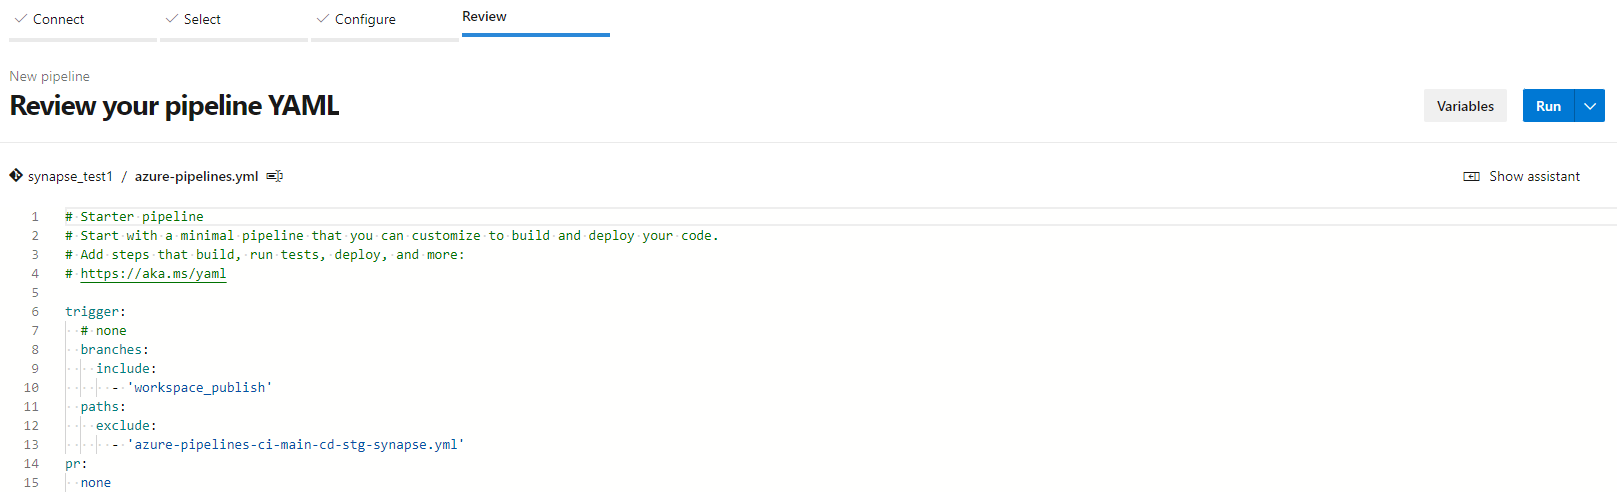 Connect Select Configure Review
New pipeline
Review your pipeline YAML
Variables Run
synapse_test1 / azure-pipelines.yml Show assistant
1 # Starter pipeline
2 # Start with a minimal pipeline that you can customize to build and deploy your code.
3 # Add steps that build, run tests, deploy, and more:
4 # https://aka.ms/yaml
5
6 trigger:
7   # none
8   branches:
9     include:
10       - 'workspace_publish'
11   paths:
12     exclude:
13       - 'azure-pipelines-ci-main-cd-stg-synapse.yml'
14 pr:
15   none